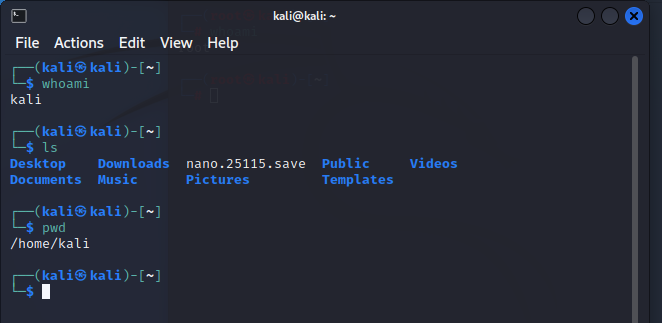 kali@kali: ~
File Actions Edit View Help
┌──(kali㉿kali)-[~]
└─$ whoami
kali
┌──(kali㉿kali)-[~]
└─$ ls
Desktop Downloads nano.25115.save Public Videos
Documents Music Pictures Templates
┌──(kali㉿kali)-[~]
└─$ pwd
/home/kali
┌──(kali㉿kali)-[~]
└─$